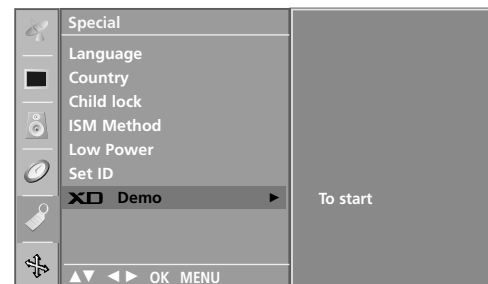 Special
Language
Country
Child lock
ISM Method
Low Power
Set ID
XD Demo ► To start
▲▼ ◄► OK MENU